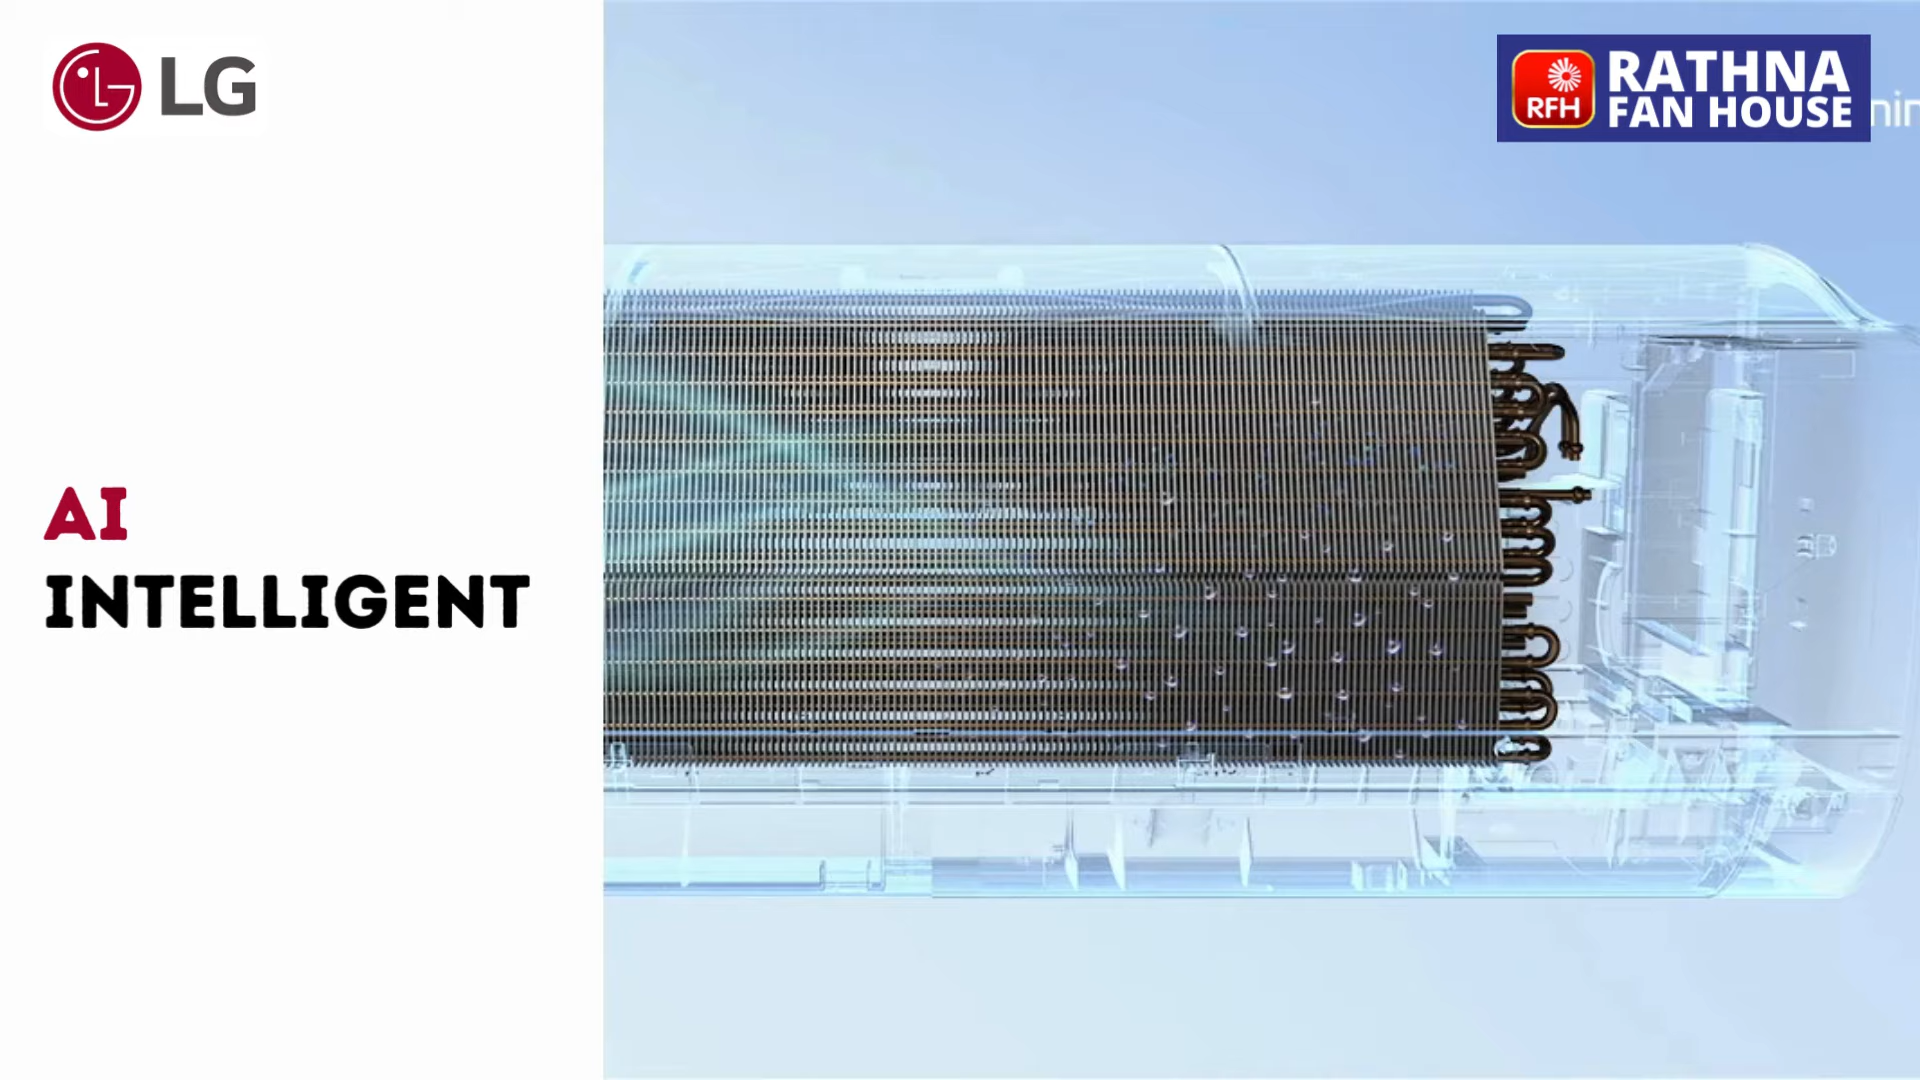 LG
RFH
RATHNA
FAN HOUSE
AI
INTELLIGENT